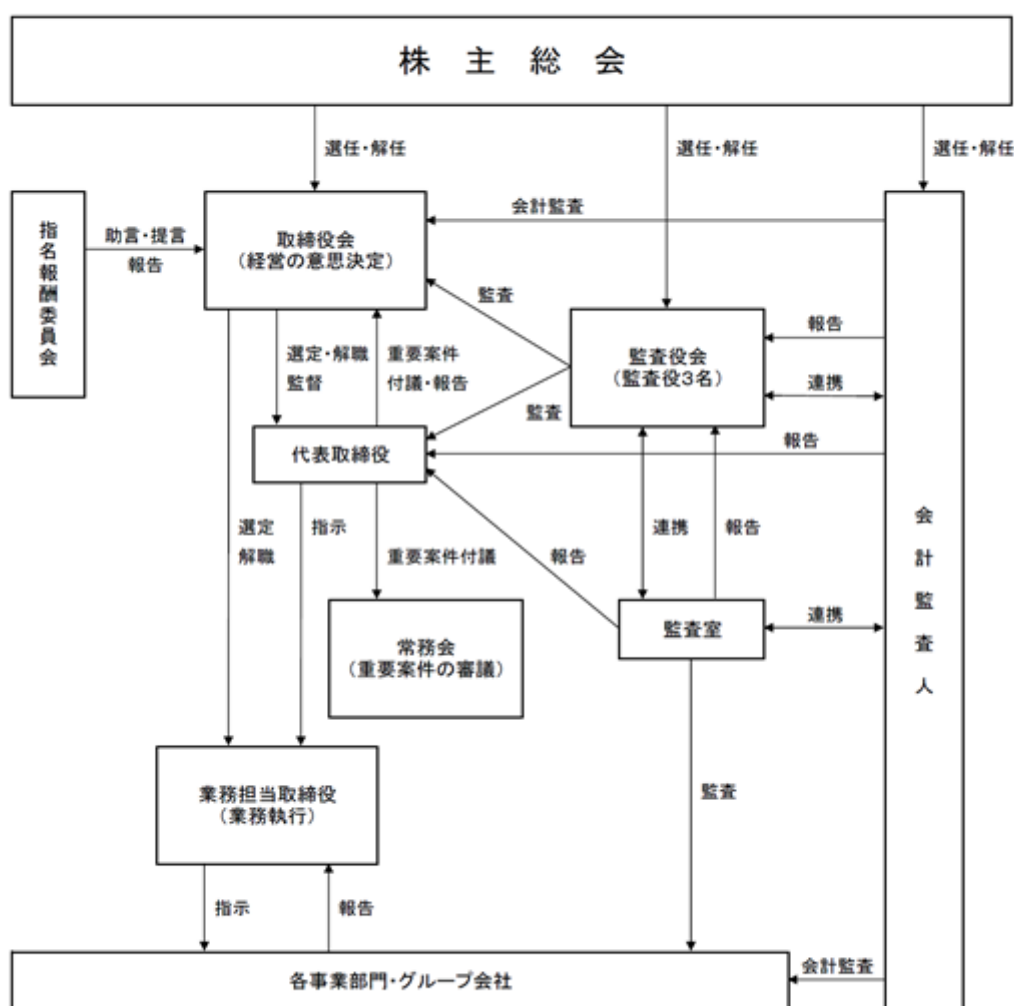 株主総会
選任・解任
選任・解任
選任・解任
指名報酬委員会
助言・提言
報告
取締役会
（経営の意思決定）
会計監査
監査
監査役会
（監査役3名）
報告
連携
選定・解職
監督
重要案件
付議・報告
監査
代表取締役
報告
会計監査人
選定
解職
指示
重要案件付議
報告
連携
報告
常務会
（重要案件の審議）
監査室
連携
業務担当取締役
（業務執行）
監査
指示
報告
各事業部門・グループ会社
会計監査